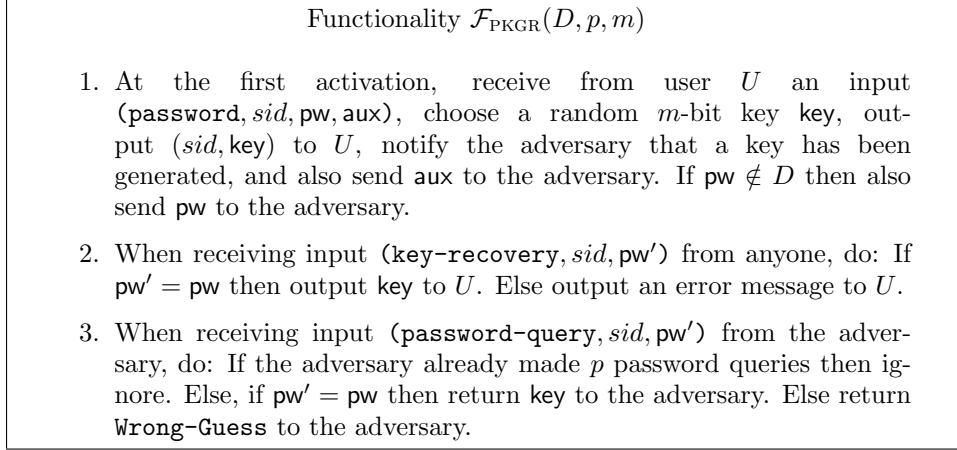 Functionality $\mathcal{F}_{\text{PKGR}}(D, p, m)$
1. At the first activation, receive from user $U$ an input
(password, $sid$, pw, aux), choose a random $m$-bit key key, out-
put ($sid$, key) to $U$, notify the adversary that a key has been
generated, and also send aux to the adversary. If pw ∉ $D$ then also
send pw to the adversary.
2. When receiving input (key-recovery, $sid$, pw′) from anyone, do: If
pw′ = pw then output key to $U$. Else output an error message to $U$.
3. When receiving input (password-query, $sid$, pw′) from the adver-
sary, do: If the adversary already made $p$ password queries then ig-
nore. Else, if pw′ = pw then return key to the adversary. Else return
Wrong-Guess to the adversary.